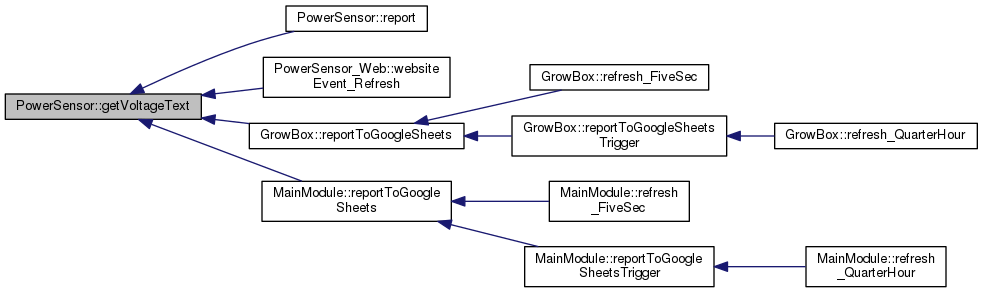 PowerSensor::report
PowerSensor_Web::website
Event_Refresh
GrowBox::refresh_FiveSec
PowerSensor::getVoltageText
GrowBox::reportToGoogleSheets
GrowBox::reportToGoogleSheets
Trigger
GrowBox::refresh_QuarterHour
MainModule::reportToGoogle
Sheets
MainModule::refresh
_FiveSec
MainModule::reportToGoogle
SheetsTrigger
MainModule::refresh
_QuarterHour